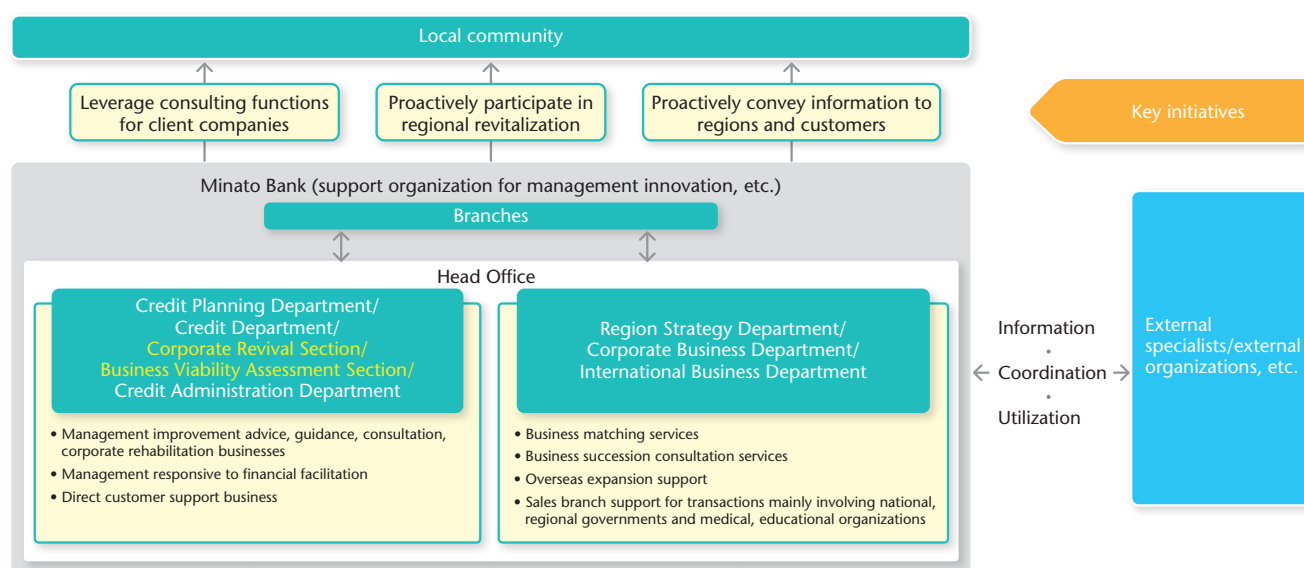 Local community
Leverage consulting functions
for client companies
Proactively participate in
regional revitalization
Proactively convey information to
regions and customers
Key initiatives
Minato Bank (support organization for management innovation, etc.)
Branches
Head Office
Credit Planning Department/
Credit Department/
Corporate Revival Section/
Business Viability Assessment Section/
Credit Administration Department
• Management improvement advice, guidance, consultation,
corporate rehabilitation businesses
• Management responsive to financial facilitation
• Direct customer support business
Region Strategy Department/
Corporate Business Department/
International Business Department
• Business matching services
• Business succession consultation services
• Overseas expansion support
• Sales branch support for transactions mainly involving national,
regional governments and medical, educational organizations
Information
・
Coordination
・
Utilization
External
specialists/external
organizations, etc.